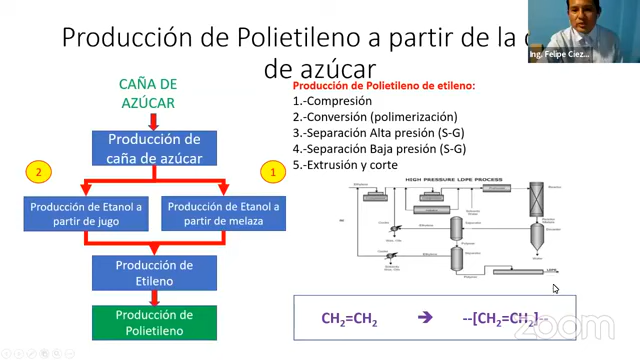 Producción de Polietileno a partir de la
de azúcar
Ing. Felipe Ciez...
CAÑA DE
AZÚCAR
Producción de
caña de azúcar
2
1
Producción de Etanol a
partir de jugo
Producción de Etanol a
partir de melaza
Producción de
Etileno
Producción de
Polietileno
Producción de Polietileno de etileno:
1.-Compresión
2.-Conversión (polimerización)
3.-Separación Alta presión (S-G)
4.-Separación Baja presión (S-G)
5.-Extrusión y corte
HIGH PRESSURE LDPE PROCESS
CH2=CH2 → --[CH2=CH2]--
zoom